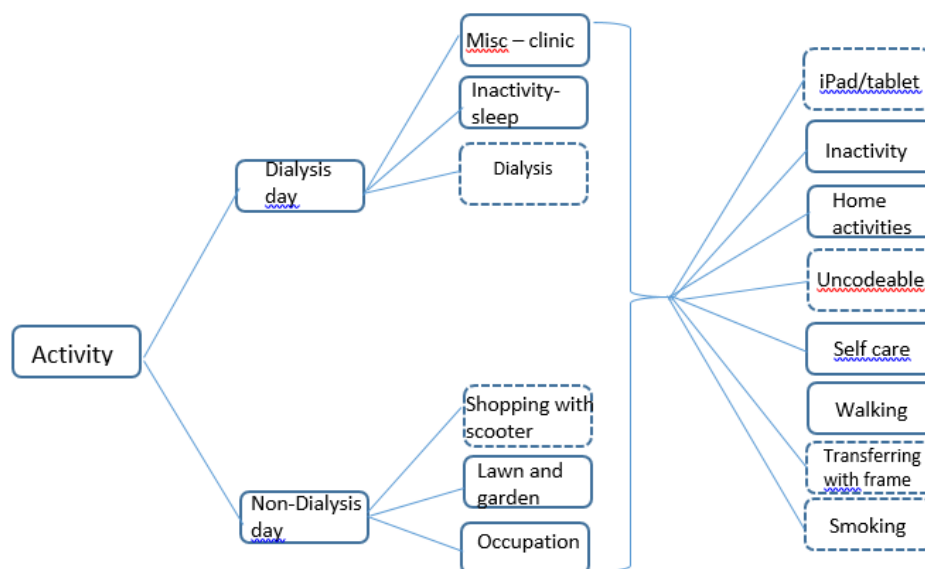 Misc – clinic
Inactivity-
sleep
Dialysis
Dialysis
day
Activity
Shopping with
scooter
Lawn and
garden
Non-Dialysis
day
Occupation
iPad/tablet
Inactivity
Home
activities
Uncodeable
Self care
Walking
Transferring
with frame
Smoking